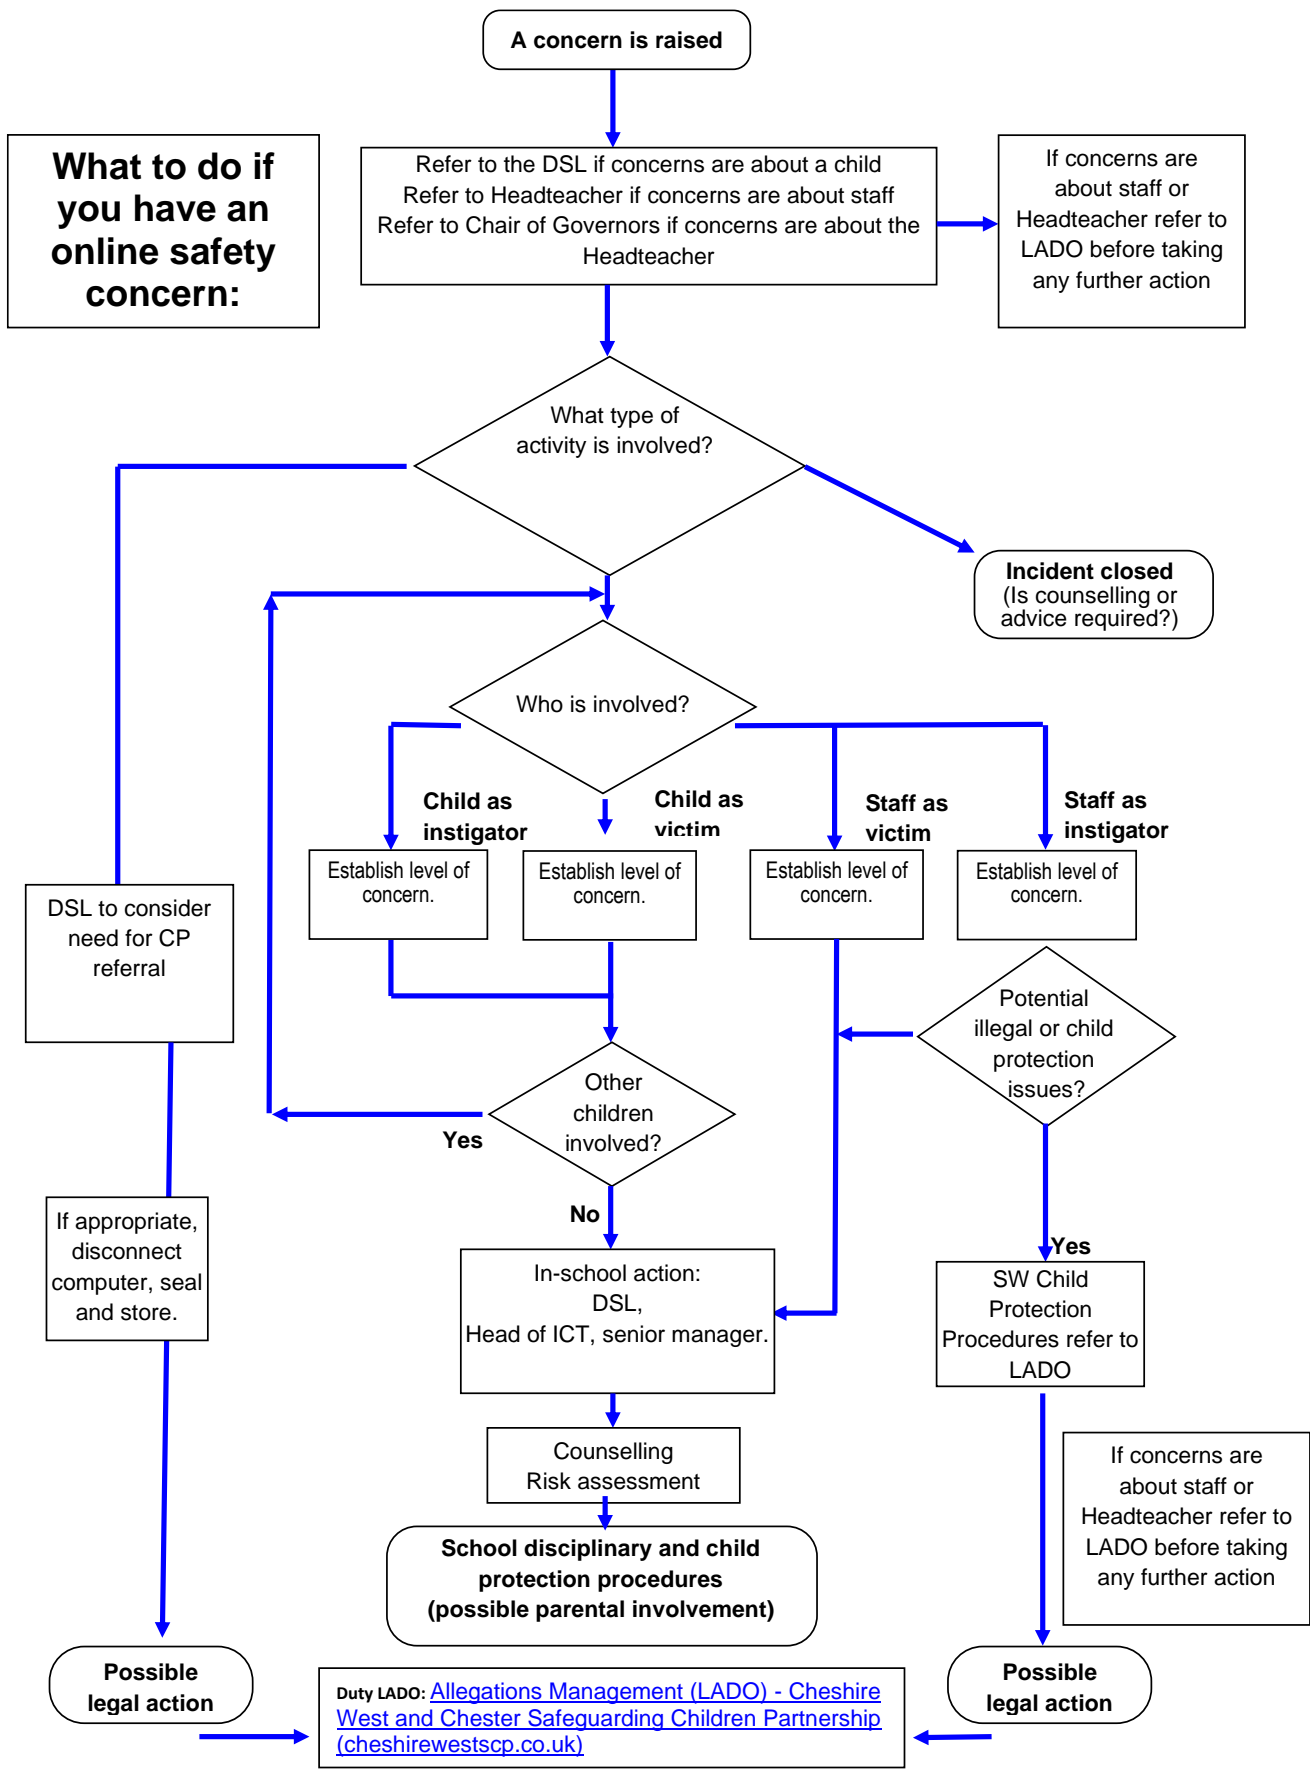 A concern is raised
What to do if
you have an
online safety
concern:
Refer to the DSL if concerns are about a child
Refer to Headteacher if concerns are about staff
Refer to Chair of Governors if concerns are about the
Headteacher
If concerns are
about staff or
Headteacher refer to
LADO before taking
any further action
What type of
activity is involved?
Incident closed
(Is counselling or
advice required?)
Who is involved?
Child as
instigator
Child as
victim
Staff as
victim
Staff as
instigator
Establish level of
concern.
Establish level of
concern.
Establish level of
concern.
Establish level of
concern.
DSL to consider
need for CP
referral
Potential
illegal or child
protection
issues?
Other
children
involved?
Yes
No
If appropriate,
disconnect
computer, seal
and store.
In-school action:
DSL,
Head of ICT, senior manager.
Yes
SW Child
Protection
Procedures refer to
LADO
Counselling
Risk assessment
If concerns are
about staff or
Headteacher refer to
LADO before taking
any further action
School disciplinary and child
protection procedures
(possible parental involvement)
Possible
legal action
Duty LADO: Allegations Management (LADO) - Cheshire
West and Chester Safeguarding Children Partnership
(cheshirewestscp.co.uk)
Possible
legal action